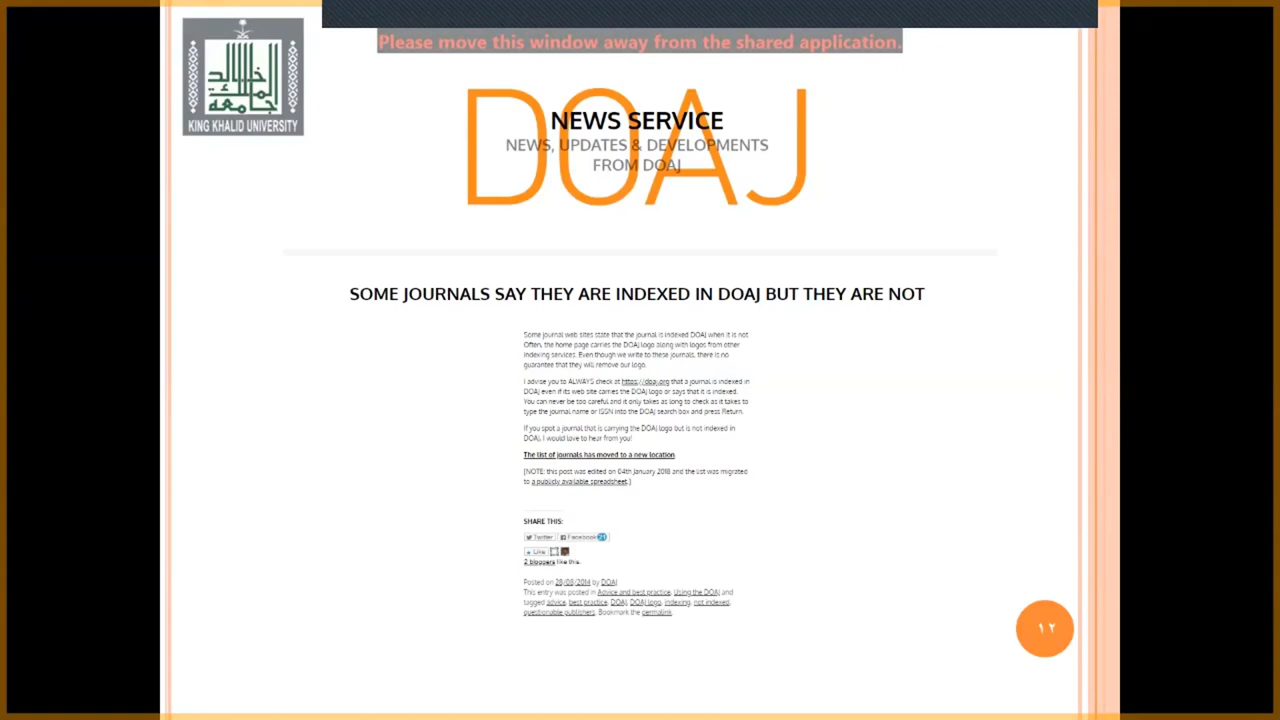 Please move this window away from the shared application.
جامعة الملك خالد
KING KHALID UNIVERSITY
DOAJ
NEWS SERVICE
NEWS, UPDATES & DEVELOPMENTS
FROM DOAJ
SOME JOURNALS SAY THEY ARE INDEXED IN DOAJ BUT THEY ARE NOT
Some journal web sites state that the journal is indexed DOAJ when it is not
Often, the home page carries the DOAJ logo along with logos from other
indexing services. Even though we write to these journals, there is no
guarantee that they will remove our logo.
I advise you to ALWAYS check at https://doaj.org that a journal is indexed in
DOAJ even if its web site carries the DOAJ logo or says that it is indexed.
You can never be too careful and it only takes as long to check as it takes to
type the journal name or ISSN into the DOAJ search box and press Return.
If you spot a journal that is carrying the DOAJ logo but is not indexed in
DOAJ, I would love to hear from you!
The list of journals has moved to a new location
[NOTE: this post was edited on 04th January 2018 and the list was migrated
to a publicly available spreadsheet.]
SHARE THIS:
Twitter Facebook 21
Like
2 bloggers like this.
Posted on 28/08/2014 by DOAJ
This entry was posted in Advice and best practice, Using the DOAJ and
tagged advice, best practice, DOAJ, DOAJ logo, indexing, not indexed,
questionable publishers. Bookmark the permalink.
١٢